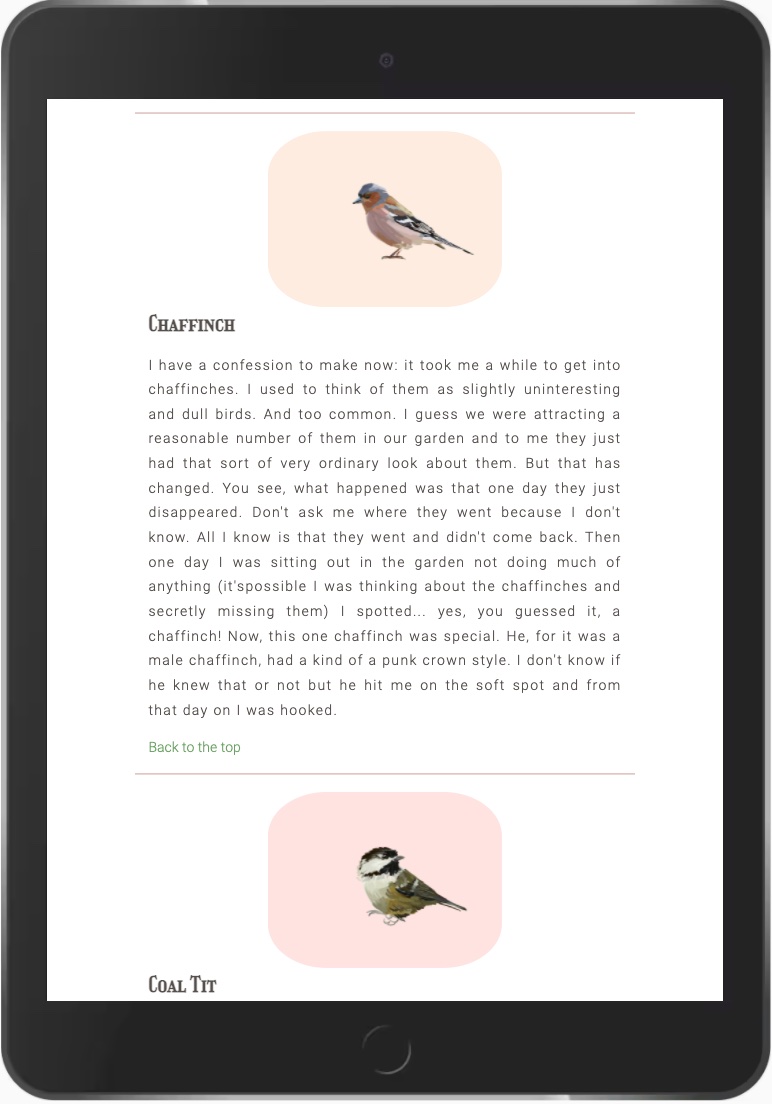 Chaffinch
I have a confession to make now: it took me a while to get into
chaffinches. I used to think of them as slightly uninteresting
and dull birds. And too common. I guess we were attracting a
reasonable number of them in our garden and to me they just
had that sort of very ordinary look about them. But that has
changed. You see, what happened was that one day they just
disappeared. Don't ask me where they went because I don't
know. All I know is that they went and didn't come back. Then
one day I was sitting out in the garden not doing much of
anything (it'spossible I was thinking about the chaffinches and
secretly missing them) I spotted... yes, you guessed it, a
chaffinch! Now, this one chaffinch was special. He, for it was a
male chaffinch, had a kind of a punk crown style. I don't know if
he knew that or not but he hit me on the soft spot and from
that day on I was hooked.
Back to the top
Coal Tit